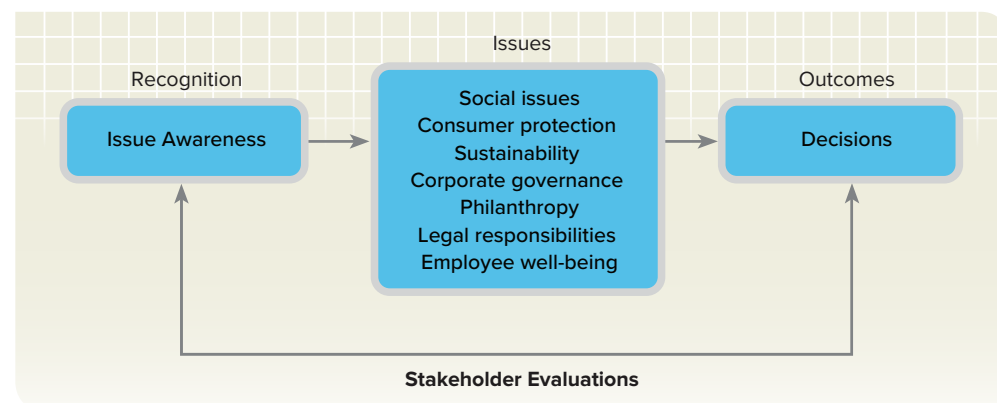 Issues
Recognition
Outcomes
Issue Awareness
Social issues
Consumer protection
Sustainability
Corporate governance
Philanthropy
Legal responsibilities
Employee well-being
Decisions
Stakeholder Evaluations